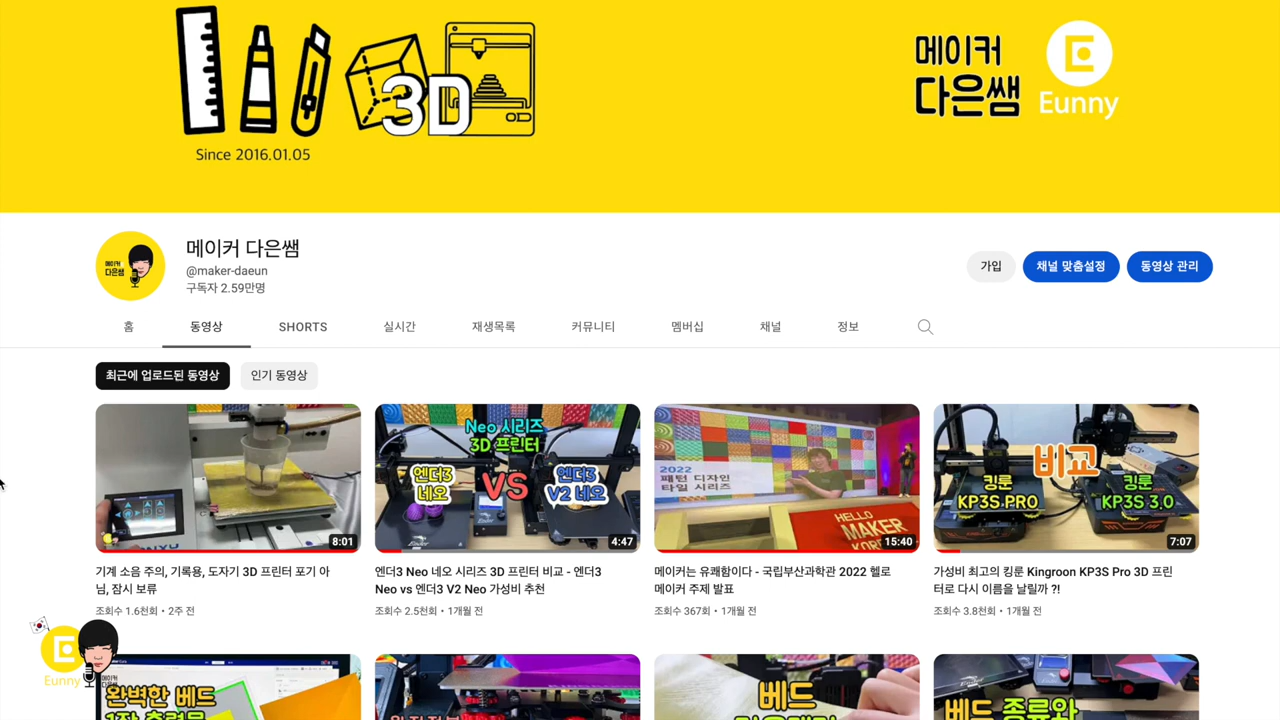 3D
Since 2016.01.05
메이커
다은쌤
Eunny
메이커
다은쌤
메이커 다은쌤
@maker-daeun
구독자 2.59만명
가입
채널 맞춤설정
동영상 관리
홈
동영상
SHORTS
실시간
재생목록
커뮤니티
멤버십
채널
정보
최근에 업로드된 동영상
인기 동영상
8:01
Neo 시리즈
3D 프린터
엔더3
네오
VS
엔더3
V2 네오
4:47
2022
패턴 디자인
타일 시리즈
HELLO
MAKER
15:40
비교
킹룬
KP3S PRO
킹룬
KP3S 3.0
7:07
기계 소음 주의, 기록용, 도자기 3D 프린터 포기 아
님, 잠시 보류
조회수 1.6천회 • 2주 전
엔더3 Neo 네오 시리즈 3D 프린터 비교 - 엔더3
Neo vs 엔더3 V2 Neo 가성비 추천
조회수 2.5천회 • 1개월 전
메이커는 유쾌함이다 - 국립부산과학관 2022 헬로
메이커 주제 발표
조회수 367회 • 1개월 전
가성비 최고의 킹룬 Kingroon KP3S Pro 3D 프린
터로 다시 이름을 날릴까 ?!
조회수 3.8천회 • 1개월 전
Eunny
완벽한 베드
베드
베드 종류와